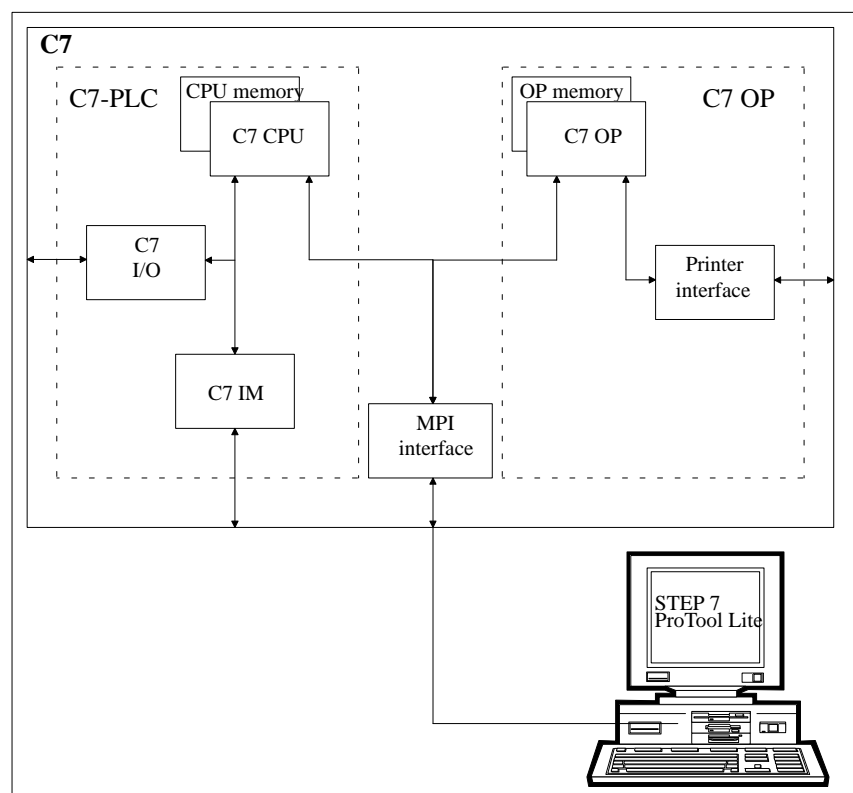 C7
C7-PLC
CPU memory
C7 CPU
OP memory
C7 OP
C7 OP
C7
I/O
Printer
interface
C7 IM
MPI
interface
STEP 7
ProTool Lite